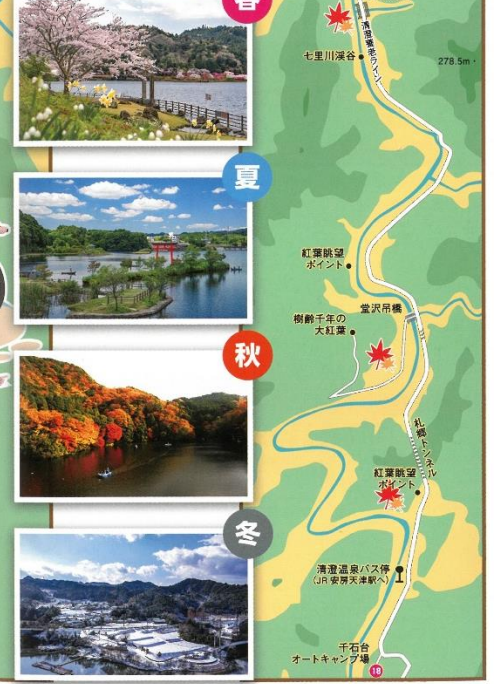 春
夏
秋
冬
清澄養老ライン
七里川渓谷
278.5m
紅葉眺望
ポイント
堂沢吊橋
樹齢千年の
大紅葉
札郷トンネル
紅葉眺望
ポイント
清澄温泉バス停
(JR 安房天津駅へ)
千石台
オートキャンプ場
18